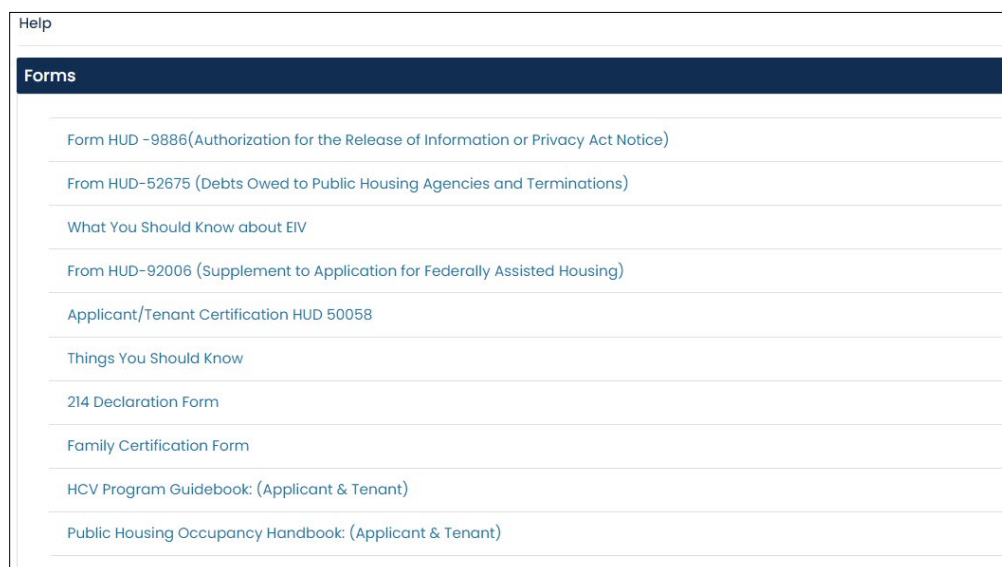 Help
Forms
Form HUD -9886(Authorization for the Release of Information or Privacy Act Notice)
From HUD-52675 (Debts Owed to Public Housing Agencies and Terminations)
What You Should Know about EIV
From HUD-92006 (Supplement to Application for Federally Assisted Housing)
Applicant/Tenant Certification HUD 50058
Things You Should Know
214 Declaration Form
Family Certification Form
HCV Program Guidebook: (Applicant & Tenant)
Public Housing Occupancy Handbook: (Applicant & Tenant)